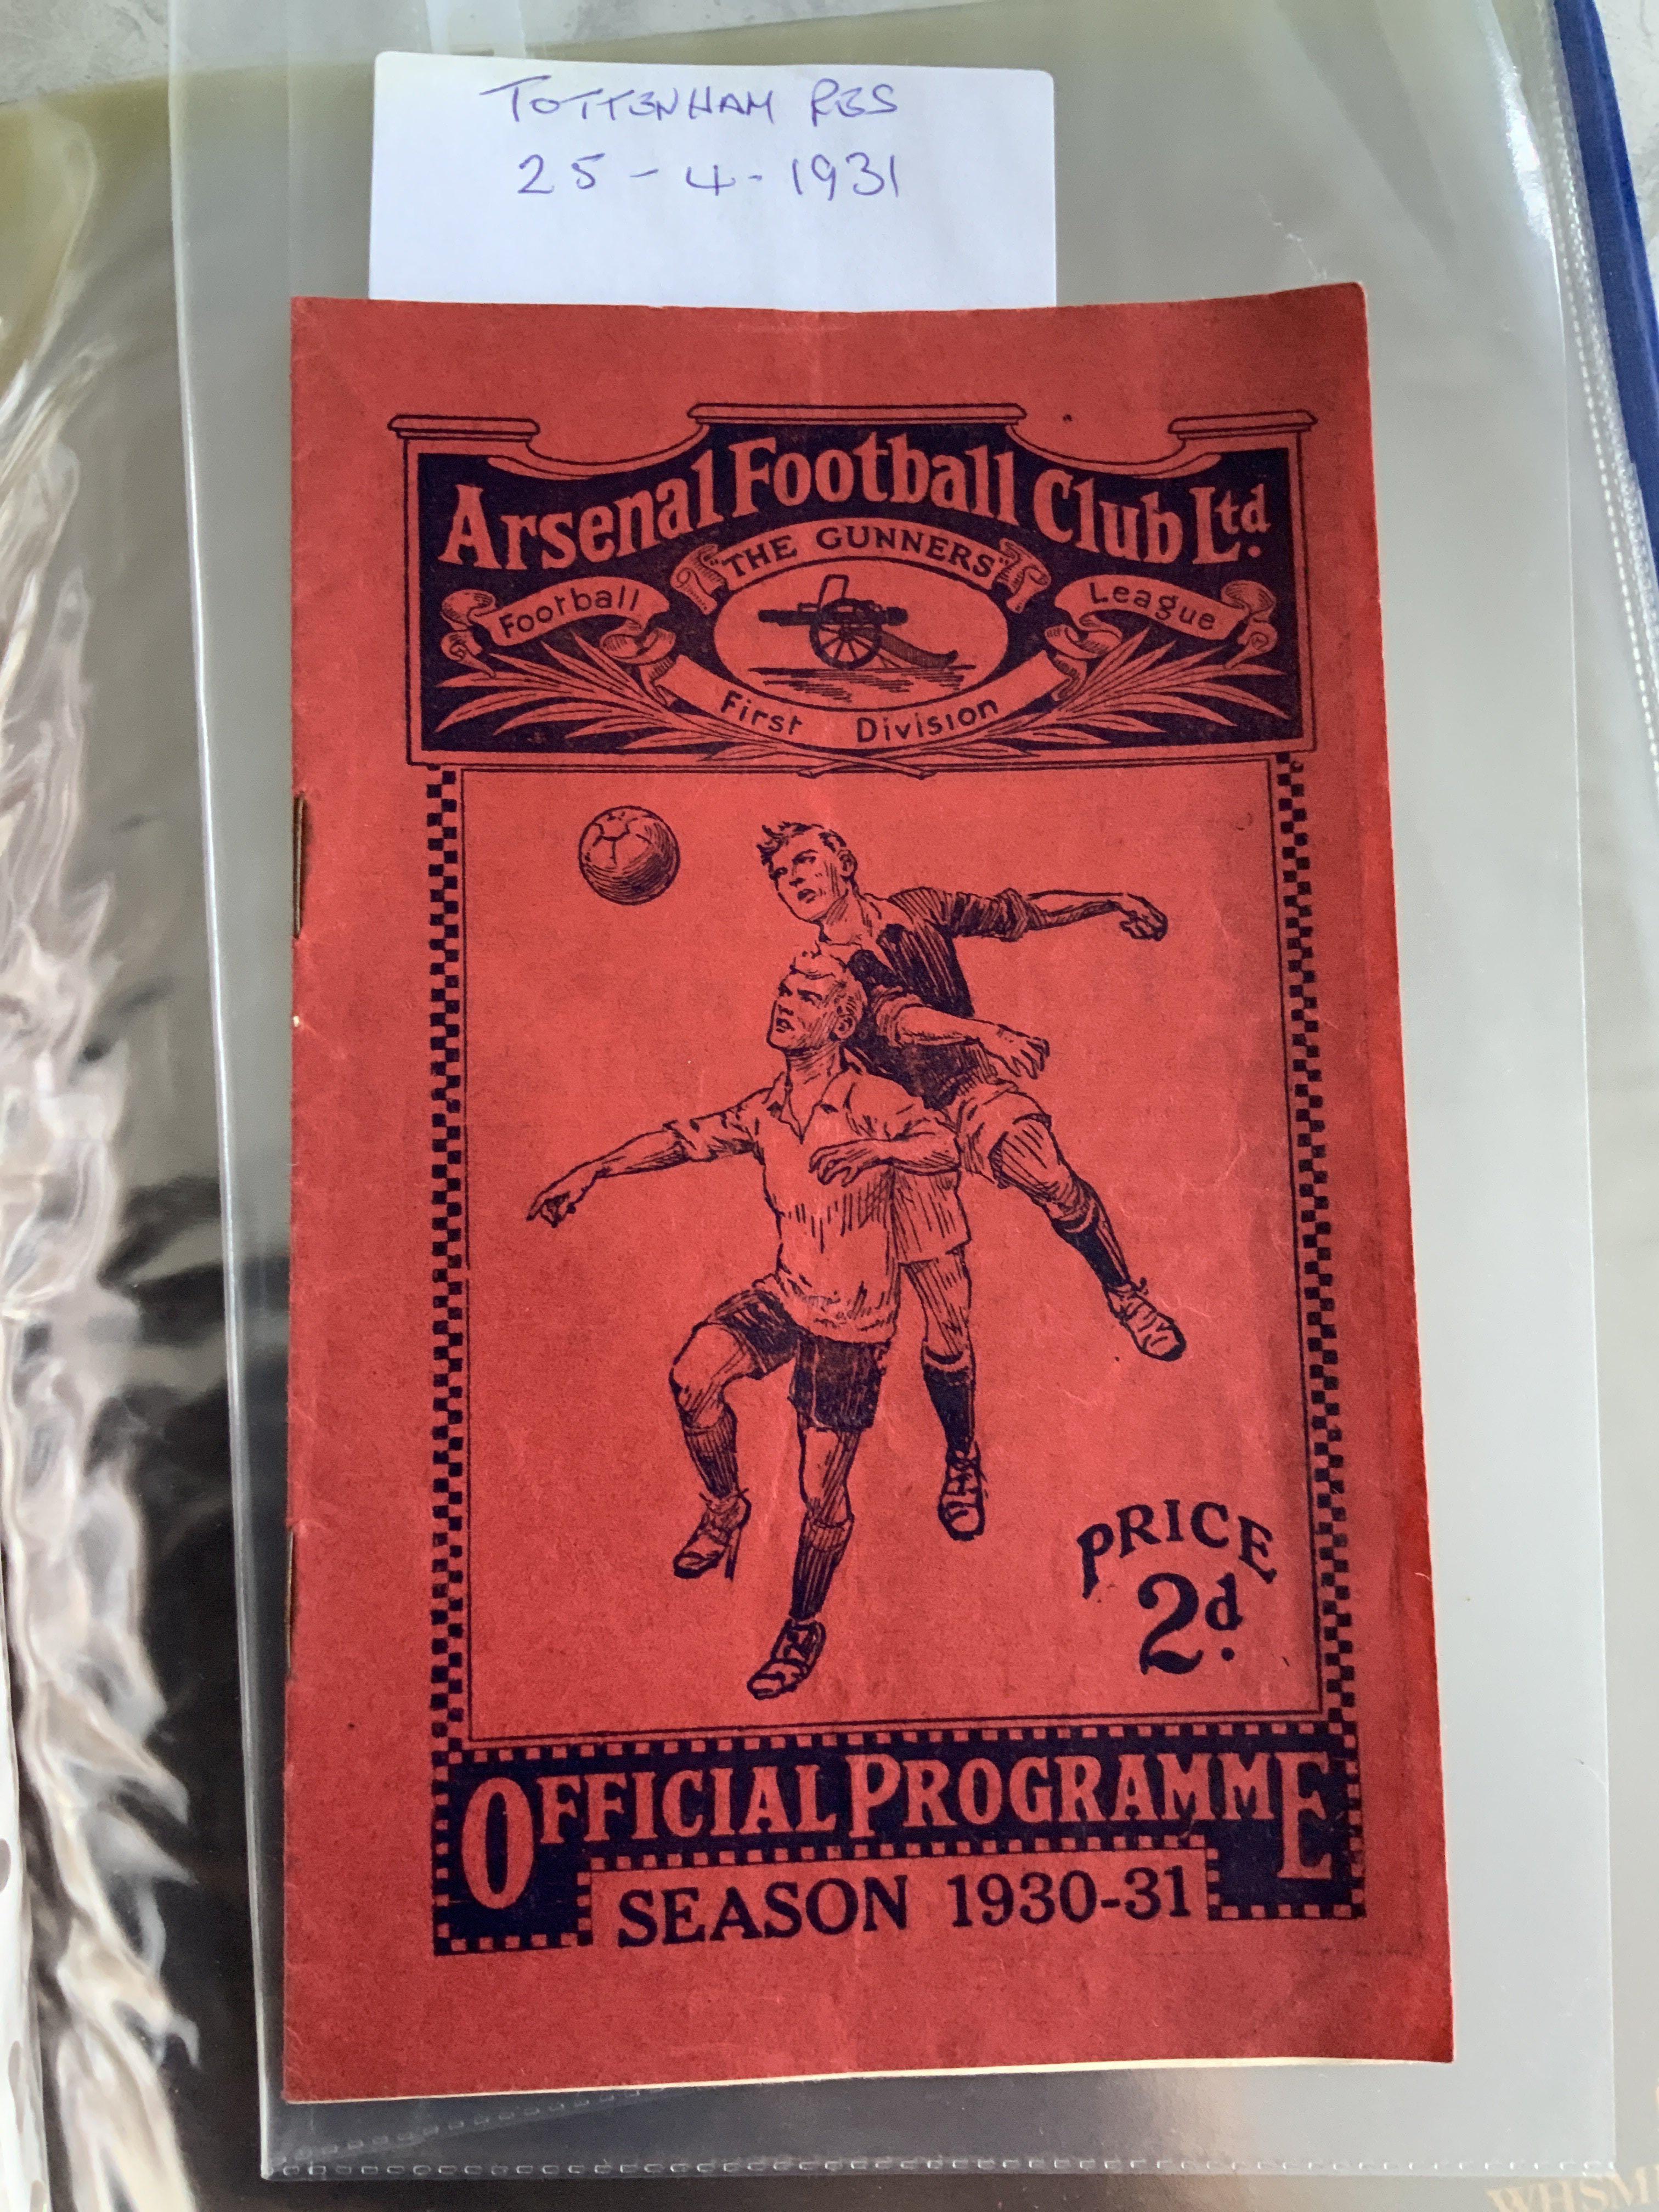 TOTTENHAM RES
25-4-1931
Arsenal Football Club Ltd.
"THE GUNNERS"
Football League
First Division
PRICE
2d.
OFFICIAL PROGRAMME
SEASON 1930-31